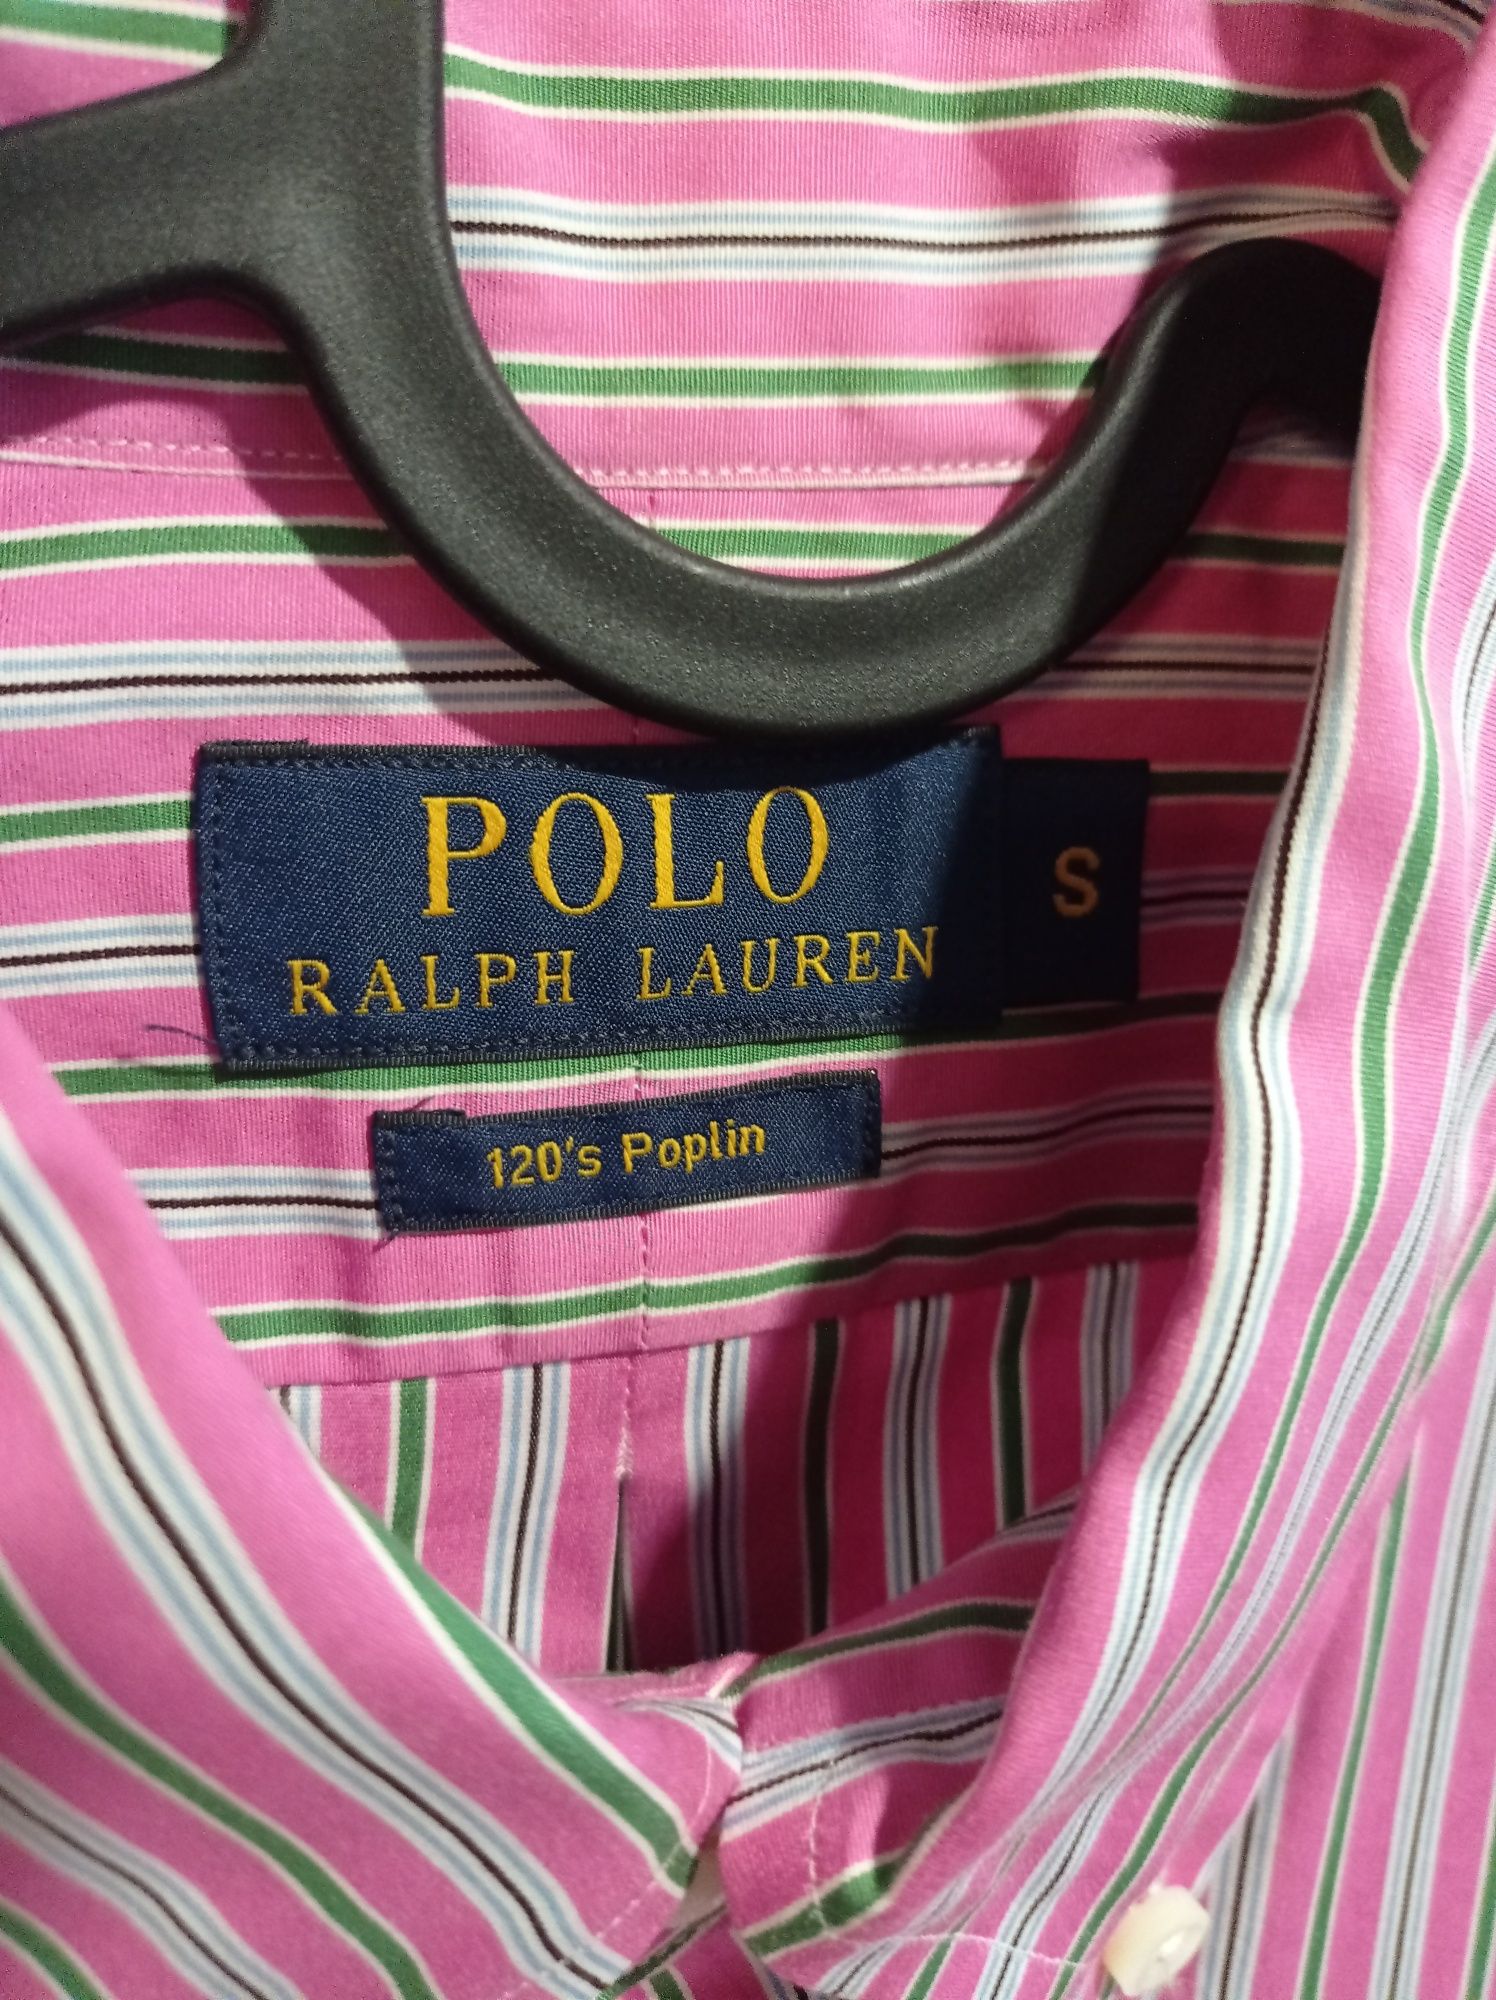 POLO
RALPH LAUREN
S
120's Poplin